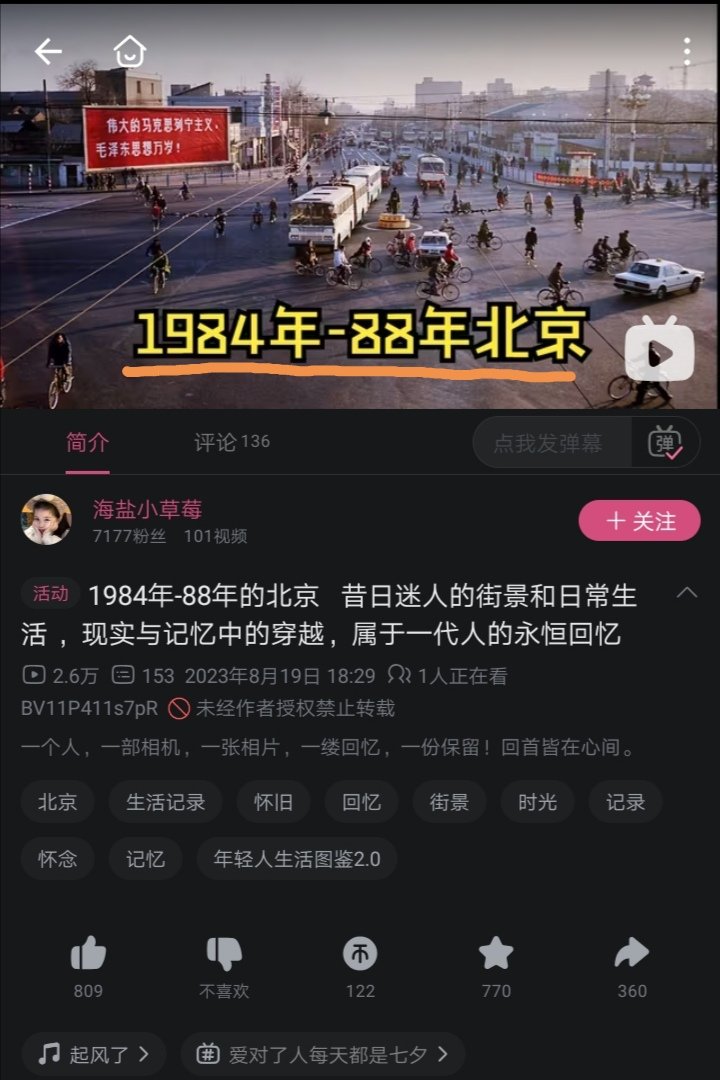 伟大的马克思列宁主义、
毛泽东思想万岁！
1984年-88年北京
简介
评论 136
点我发弹幕
弹
海盐小草莓
7177粉丝 101视频
＋ 关注
活动 1984年-88年的北京 昔日迷人的街景和日常生
活 ，现实与记忆中的穿越，属于一代人的永恒回忆
2.6万 153 2023年8月19日 18:29 1人正在看
BV11P411s7pR 未经作者授权禁止转载
一个人，一部相机，一张相片，一缕回忆，一份保留！回首皆在心间。
北京 生活记录 怀旧 回忆 街景 时光 记录
怀念 记忆 年轻人生活图鉴2.0
809 不喜欢 122 770 360
起风了 > 爱对了人每天都是七夕 >